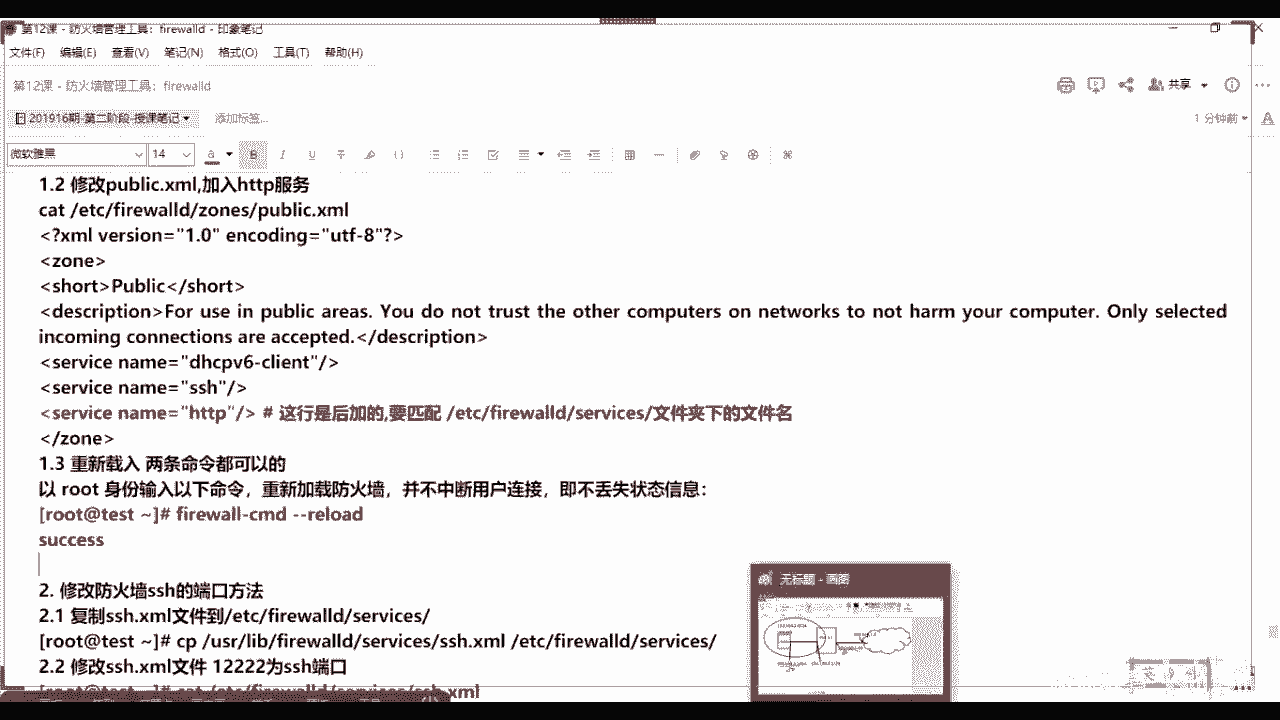 第12课 - 纺火墙管理工具：firewalld - 印象笔记
文件(F) 编辑(E) 查看(V) 笔记(N) 格式(O) 工具(T) 帮助(H)
第12课 - 纺火墙管理工具：firewalld
共享
201916期-第二阶段-授课笔记
添加标签...
1 分钟前
微软雅黑 14
1.2 修改public.xml,加入http服务
cat /etc/firewalld/zones/public.xml
<?xml version="1.0" encoding="utf-8"?>
<zone>
<short>Public</short>
<description>For use in public areas. You do not trust the other computers on networks to not harm your computer. Only selected
incoming connections are accepted.</description>
<service name="dhcpv6-client"/>
<service name="ssh"/>
<service name="http"/> # 这行是后加的,要匹配 /etc/firewalld/services/文件夹下的文件名
</zone>
1.3 重新载入 两条命令都可以的
以 root 身份输入以下命令，重新加载防火墙，并不中断用户连接，即不丢失状态信息：
[root@test ~]# firewall-cmd --reload
success
2. 修改防火墙ssh的端口方法
2.1 复制ssh.xml文件到/etc/firewalld/services/
[root@test ~]# cp /usr/lib/firewalld/services/ssh.xml /etc/firewalld/services/
2.2 修改ssh.xml文件 12222为ssh端口
[root@test ~]# cat /etc/firewalld/services/ssh.xml
无标题 - 画图